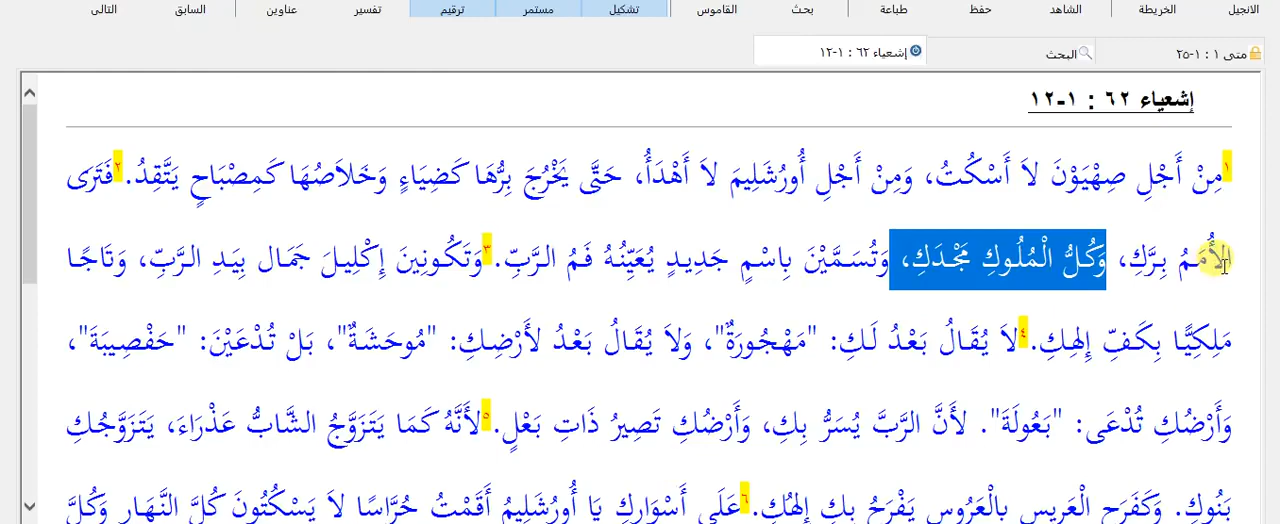 الانجيل الخريطة الشاهد حفظ طباعة بحث القاموس تشكيل مستمر ترقيم تفسير عناوين السابق التالى
متى ١ : ١-٢٥ البحث إشعياء ٦٢ : ١-١٢
إشعياء ٦٢ : ١-١٢
١مِنْ أَجْلِ صِهْيَوْنَ لاَ أَسْكُتُ، وَمِنْ أَجْلِ أُورُشَلِيمَ لاَ أَهْدَأُ، حَتَّى يَخْرُجَ بِرُّهَا كَضِيَاءٍ وَخَلاَصُهَا كَمِصْبَاحٍ يَتَّقِدُ. ٢فَتَرَى
الأُمَمُ بِرَّكِ، وَكُلُّ الْمُلُوكِ مَجْدَكِ، وَتُسَمَّيْنَ بِاسْمٍ جَدِيدٍ يُعَيِّنُهُ فَمُ الرَّبِّ. ٣وَتَكُونِينَ إِكْلِيلَ جَمَال بِيَدِ الرَّبِّ، وَتَاجًا
مَلِكِيًّا بِكَفِّ إِلهِكِ. ٤لاَ يُقَالُ بَعْدُ لَكِ: "مَهْجُورَةٌ"، وَلاَ يُقَالُ بَعْدُ لأَرْضِكِ: "مُوحَشَةٌ"، بَلْ تُدْعَيْنَ: "حَفْصِيبَةَ"،
وَأَرْضُكِ تُدْعَى: "بَعُولَةَ". لأَنَّ الرَّبَّ يُسَرُّ بِكِ، وَأَرْضُكِ تَصِيرُ ذَاتِ بَعْلٍ. ٥لأَنَّهُ كَمَا يَتَزَوَّجُ الشَّابُّ عَذْرَاءَ، يَتَزَوَّجُكِ
بَنُوكِ. وَكَفَرَحِ الْعَرِيسِ بِالْعَرُوسِ يَفْرَحُ بِكِ إِلهُكِ. ٦عَلَى أَسْوَارِكِ يَا أُورُشَلِيمُ أَقَمْتُ حُرَّاسًا لاَ يَسْكُتُونَ كُلَّ النَّهَارِ وَكُلَّ